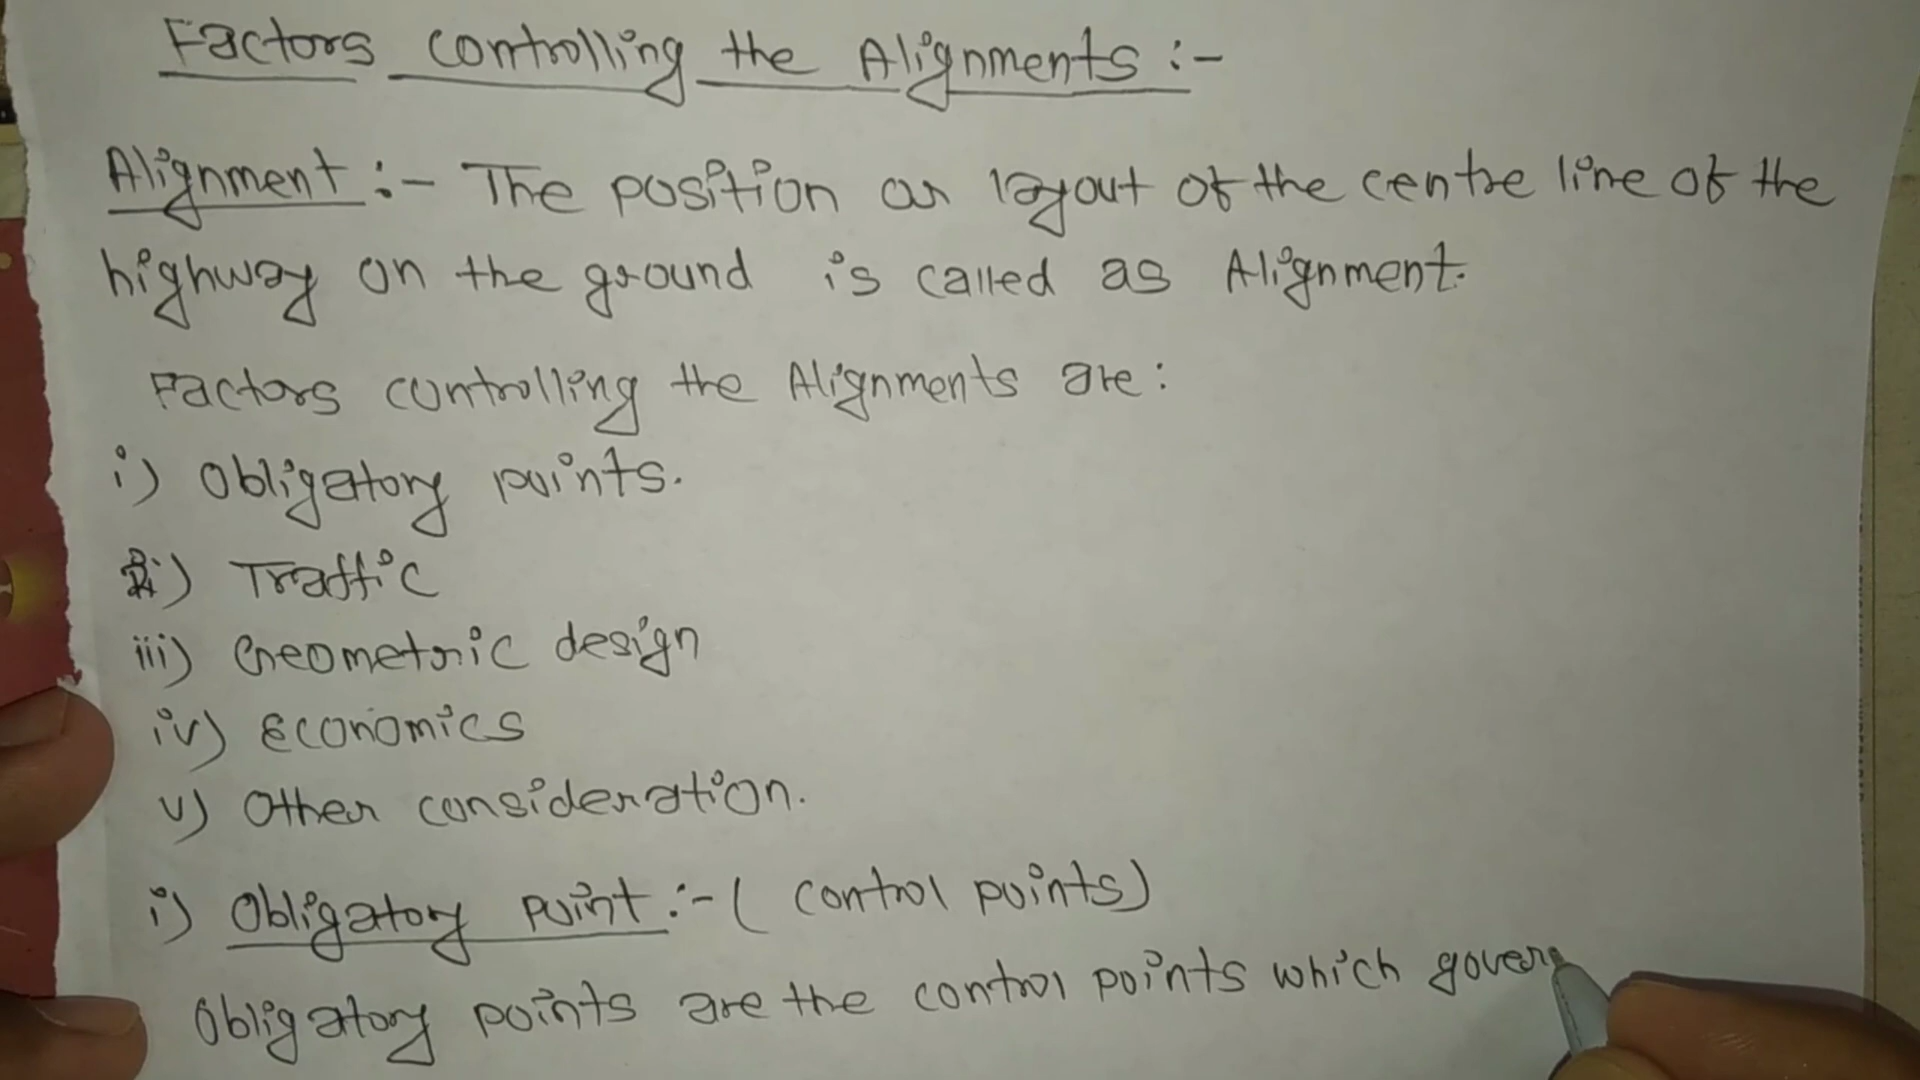 Factors controlling the Alignments :-
Alignment :- The position or layout of the centre line of the
highway on the ground is called as Alignment.
Factors controlling the Alignments are :
i) Obligatory points.
ii) Traffic
iii) Geometric design
iv) Economics
v) Other consideration.
i) Obligatory point :- ( control points)
Obligatory points are the control points which gover